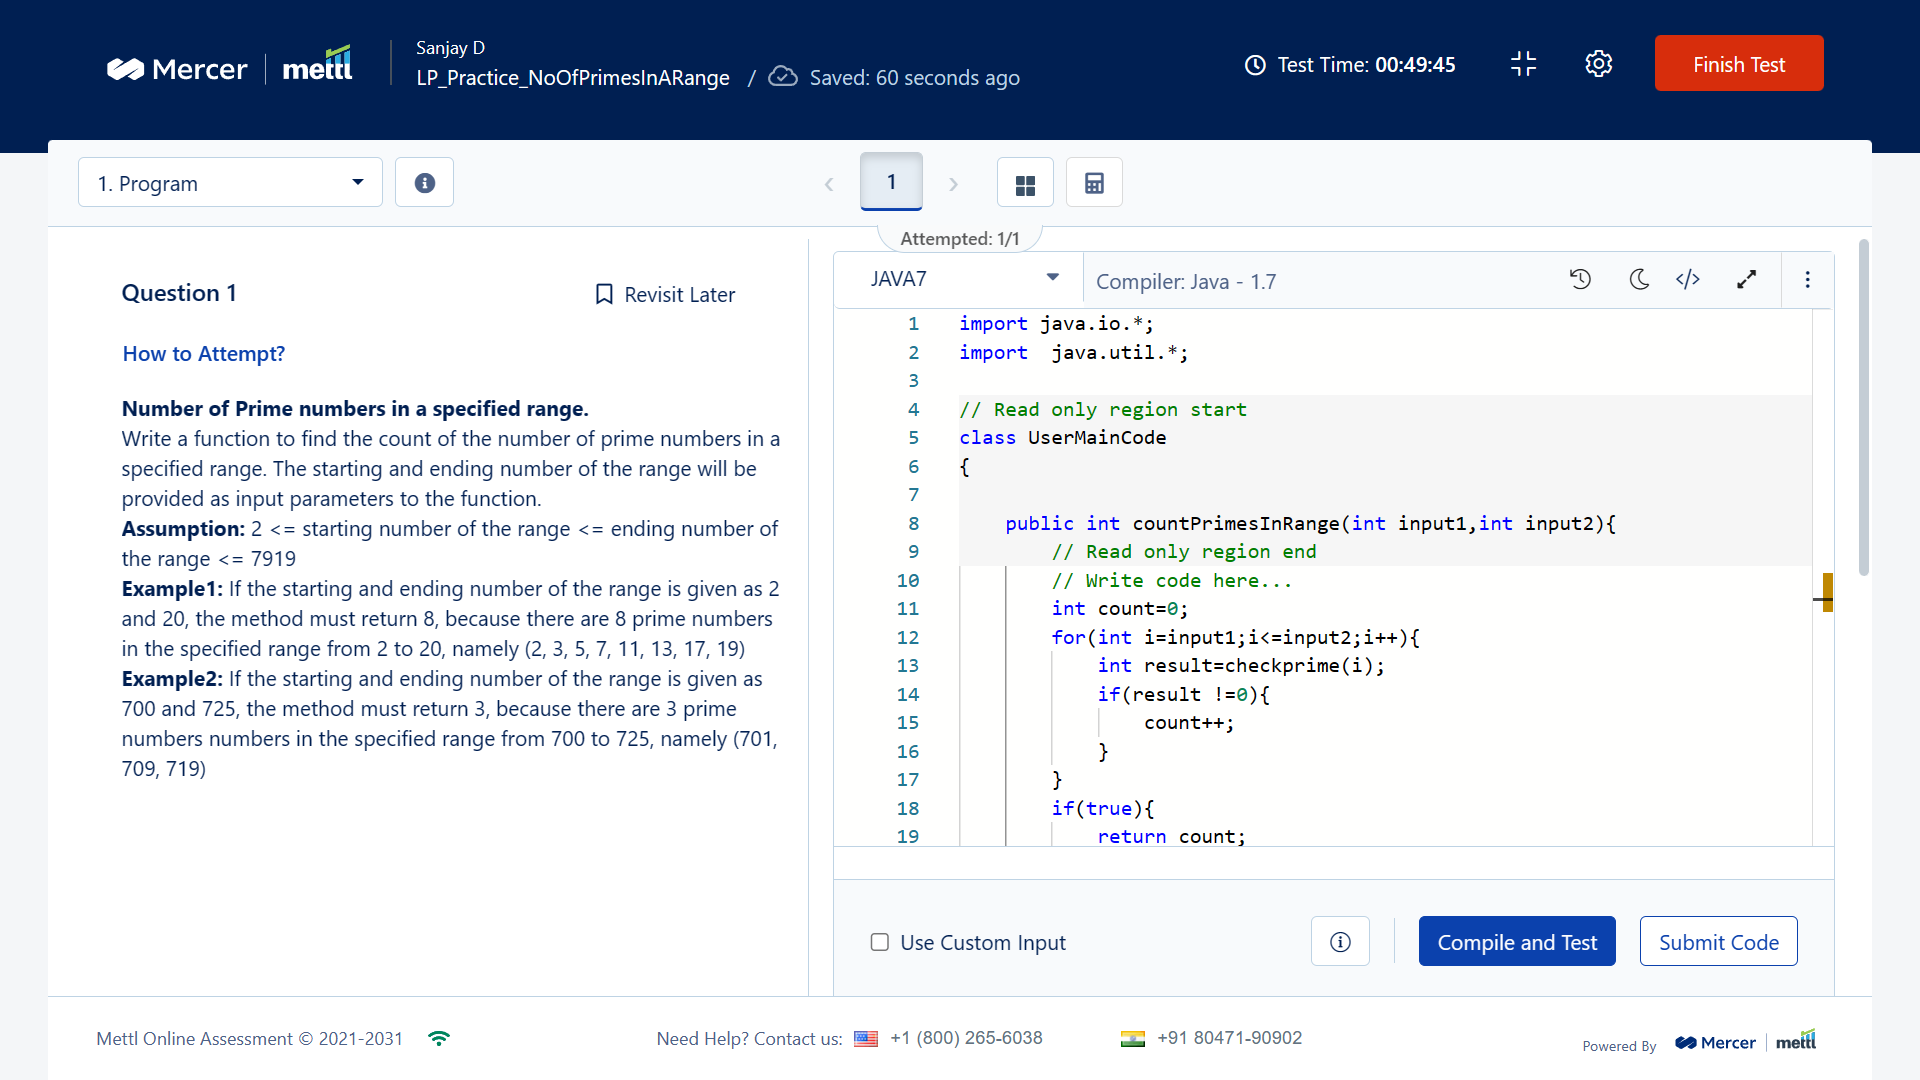 Mercer | mettl
Sanjay D
LP_Practice_NoOfPrimesInARange / Saved: 60 seconds ago
Test Time: 00:49:45
Finish Test
1. Program
1
Attempted: 1/1
Question 1
Revisit Later
How to Attempt?
Number of Prime numbers in a specified range.
Write a function to find the count of the number of prime numbers in a
specified range. The starting and ending number of the range will be
provided as input parameters to the function.
Assumption: 2 <= starting number of the range <= ending number of
the range <= 7919
Example1: If the starting and ending number of the range is given as 2
and 20, the method must return 8, because there are 8 prime numbers
in the specified range from 2 to 20, namely (2, 3, 5, 7, 11, 13, 17, 19)
Example2: If the starting and ending number of the range is given as
700 and 725, the method must return 3, because there are 3 prime
numbers numbers in the specified range from 700 to 725, namely (701,
709, 719)
JAVA7
Compiler: Java - 1.7
1 import java.io.*;
2 import  java.util.*;
3
4 // Read only region start
5 class UserMainCode
6 {
7
8     public int countPrimesInRange(int input1,int input2){
9         // Read only region end
10         // Write code here...
11         int count=0;
12         for(int i=input1;i<=input2;i++){
13             int result=checkprime(i);
14             if(result !=0){
15                 count++;
16             }
17         }
18         if(true){
19             return count;
Use Custom Input
Compile and Test
Submit Code
Mettl Online Assessment © 2021-2031
Need Help? Contact us: +1 (800) 265-6038
+91 80471-90902
Powered By Mercer | mettl